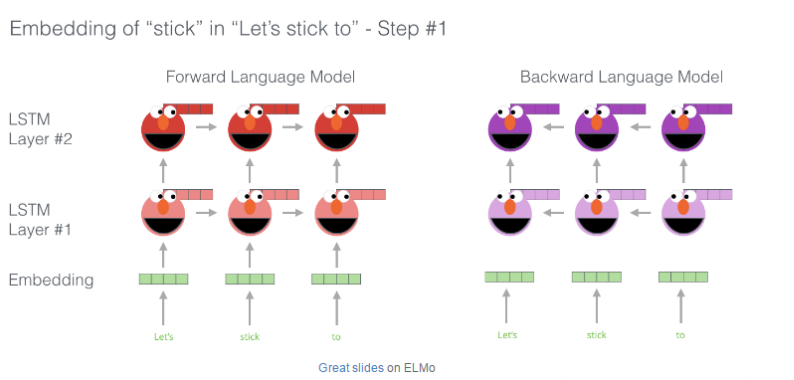 Embedding of “stick” in “Let’s stick to” - Step #1
Forward Language Model
Backward Language Model
LSTM
Layer #2
LSTM
Layer #1
Embedding
Let's
stick
to
Let's
stick
to
Great slides on ELMo